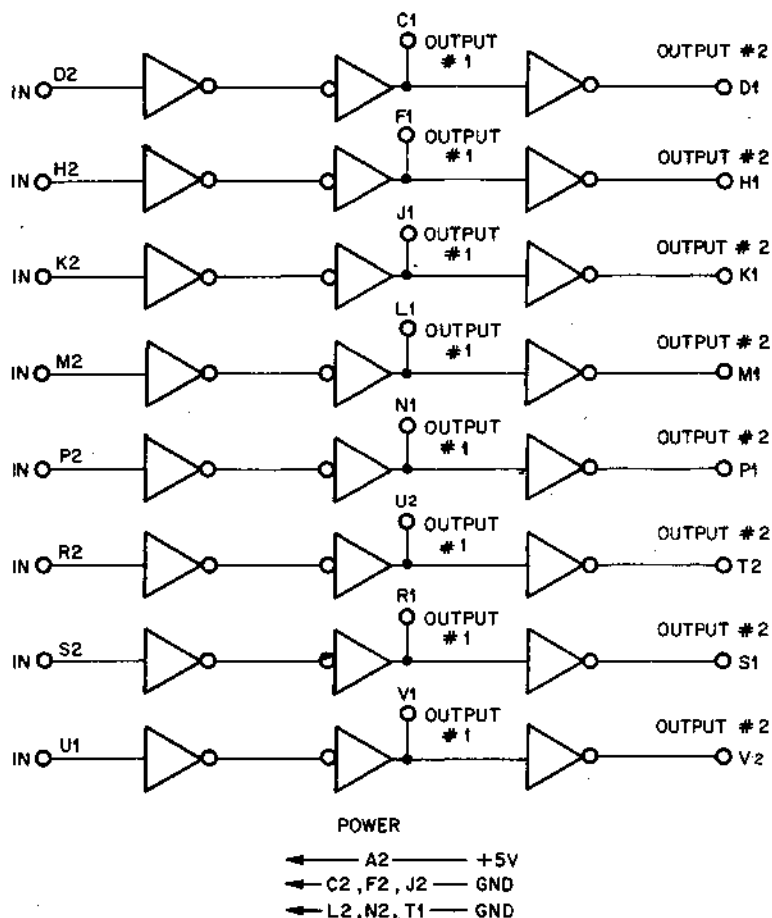 C1 OUTPUT OUTPUT #2
IN D2 #1 D1
F1 OUTPUT OUTPUT #2
IN H2 #1 H1
J1 OUTPUT OUTPUT #2
IN K2 #1 K1
L1 OUTPUT OUTPUT #2
IN M2 #1 M1
N1 OUTPUT OUTPUT #2
IN P2 #1 P1
U2 OUTPUT OUTPUT #2
IN R2 #1 T2
R1 OUTPUT OUTPUT #2
IN S2 #1 S1
V1 OUTPUT OUTPUT #2
IN U1 #1 V2
POWER
A2 +5V
C2, F2, J2 GND
L2, N2, T1 GND